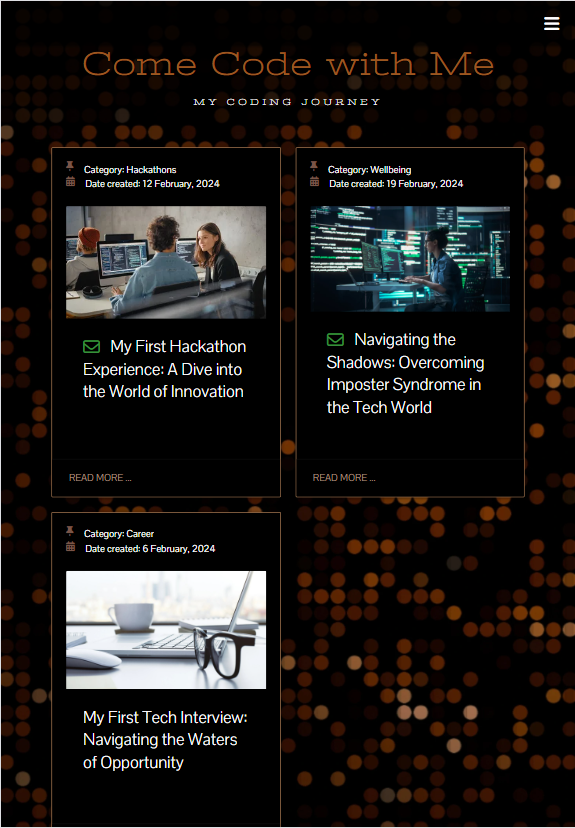 Come Code with Me
MY CODING JOURNEY
Category: Hackathons
Date created: 12 February, 2024
My First Hackathon
Experience: A Dive into
the World of Innovation
READ MORE ...
Category: Wellbeing
Date created: 19 February, 2024
Navigating the
Shadows: Overcoming
Imposter Syndrome in
the Tech World
READ MORE ...
Category: Career
Date created: 6 February, 2024
My First Tech Interview:
Navigating the Waters
of Opportunity